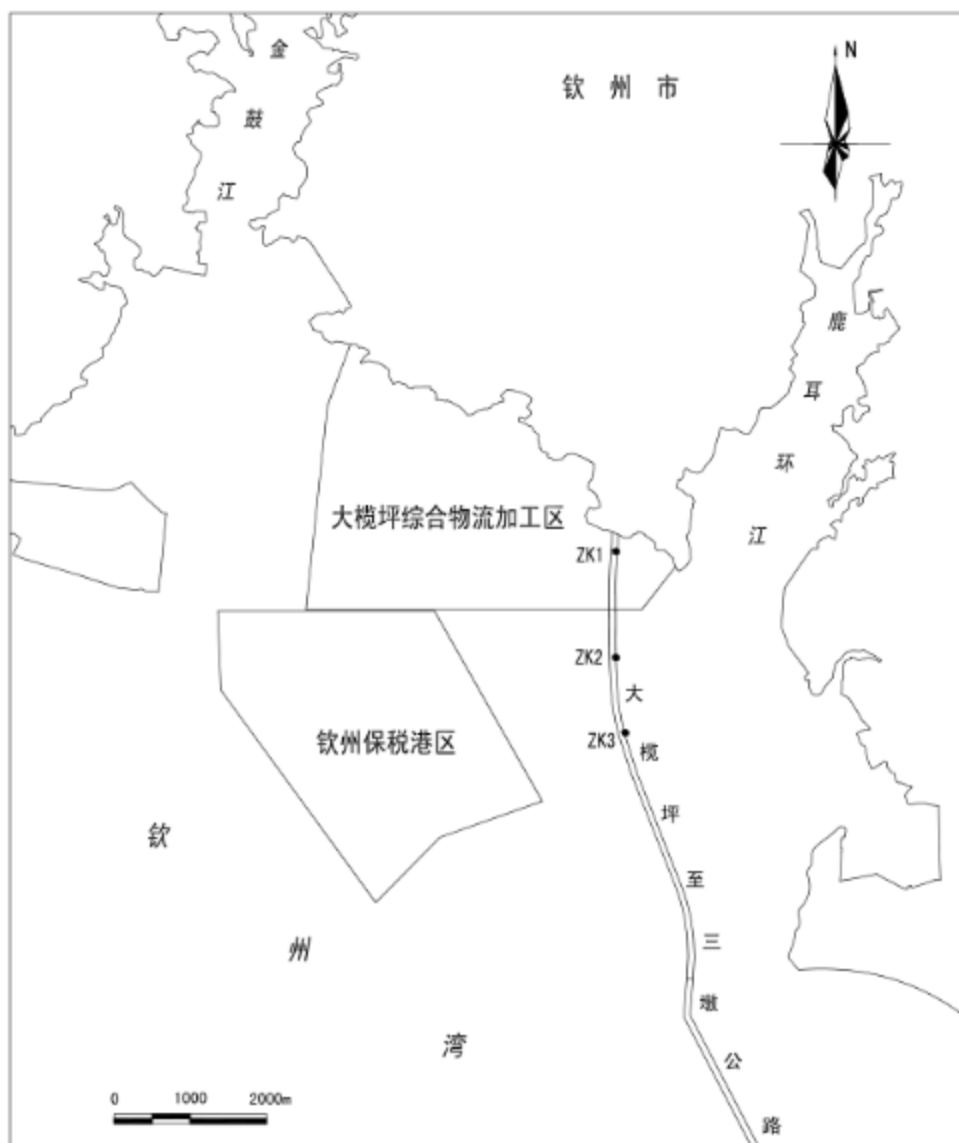 金鼓江
钦州市
N
鹿耳环江
大榄坪综合物流加工区
ZK1
ZK2
ZK3
大榄坪至三墩公路
钦州保税港区
钦州湾
0 1000 2000m